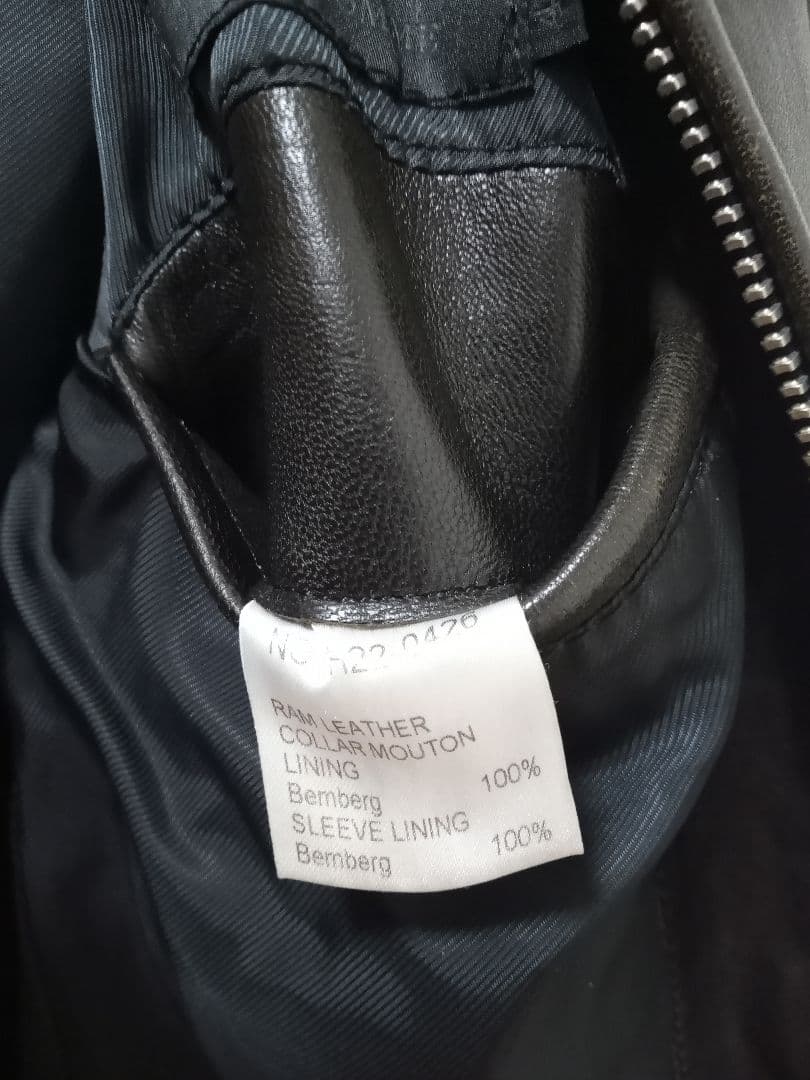 RAM LEATHER
COLLAR MOUTON
LINING
Bemberg 100%
SLEEVE LINING
Bemberg 100%